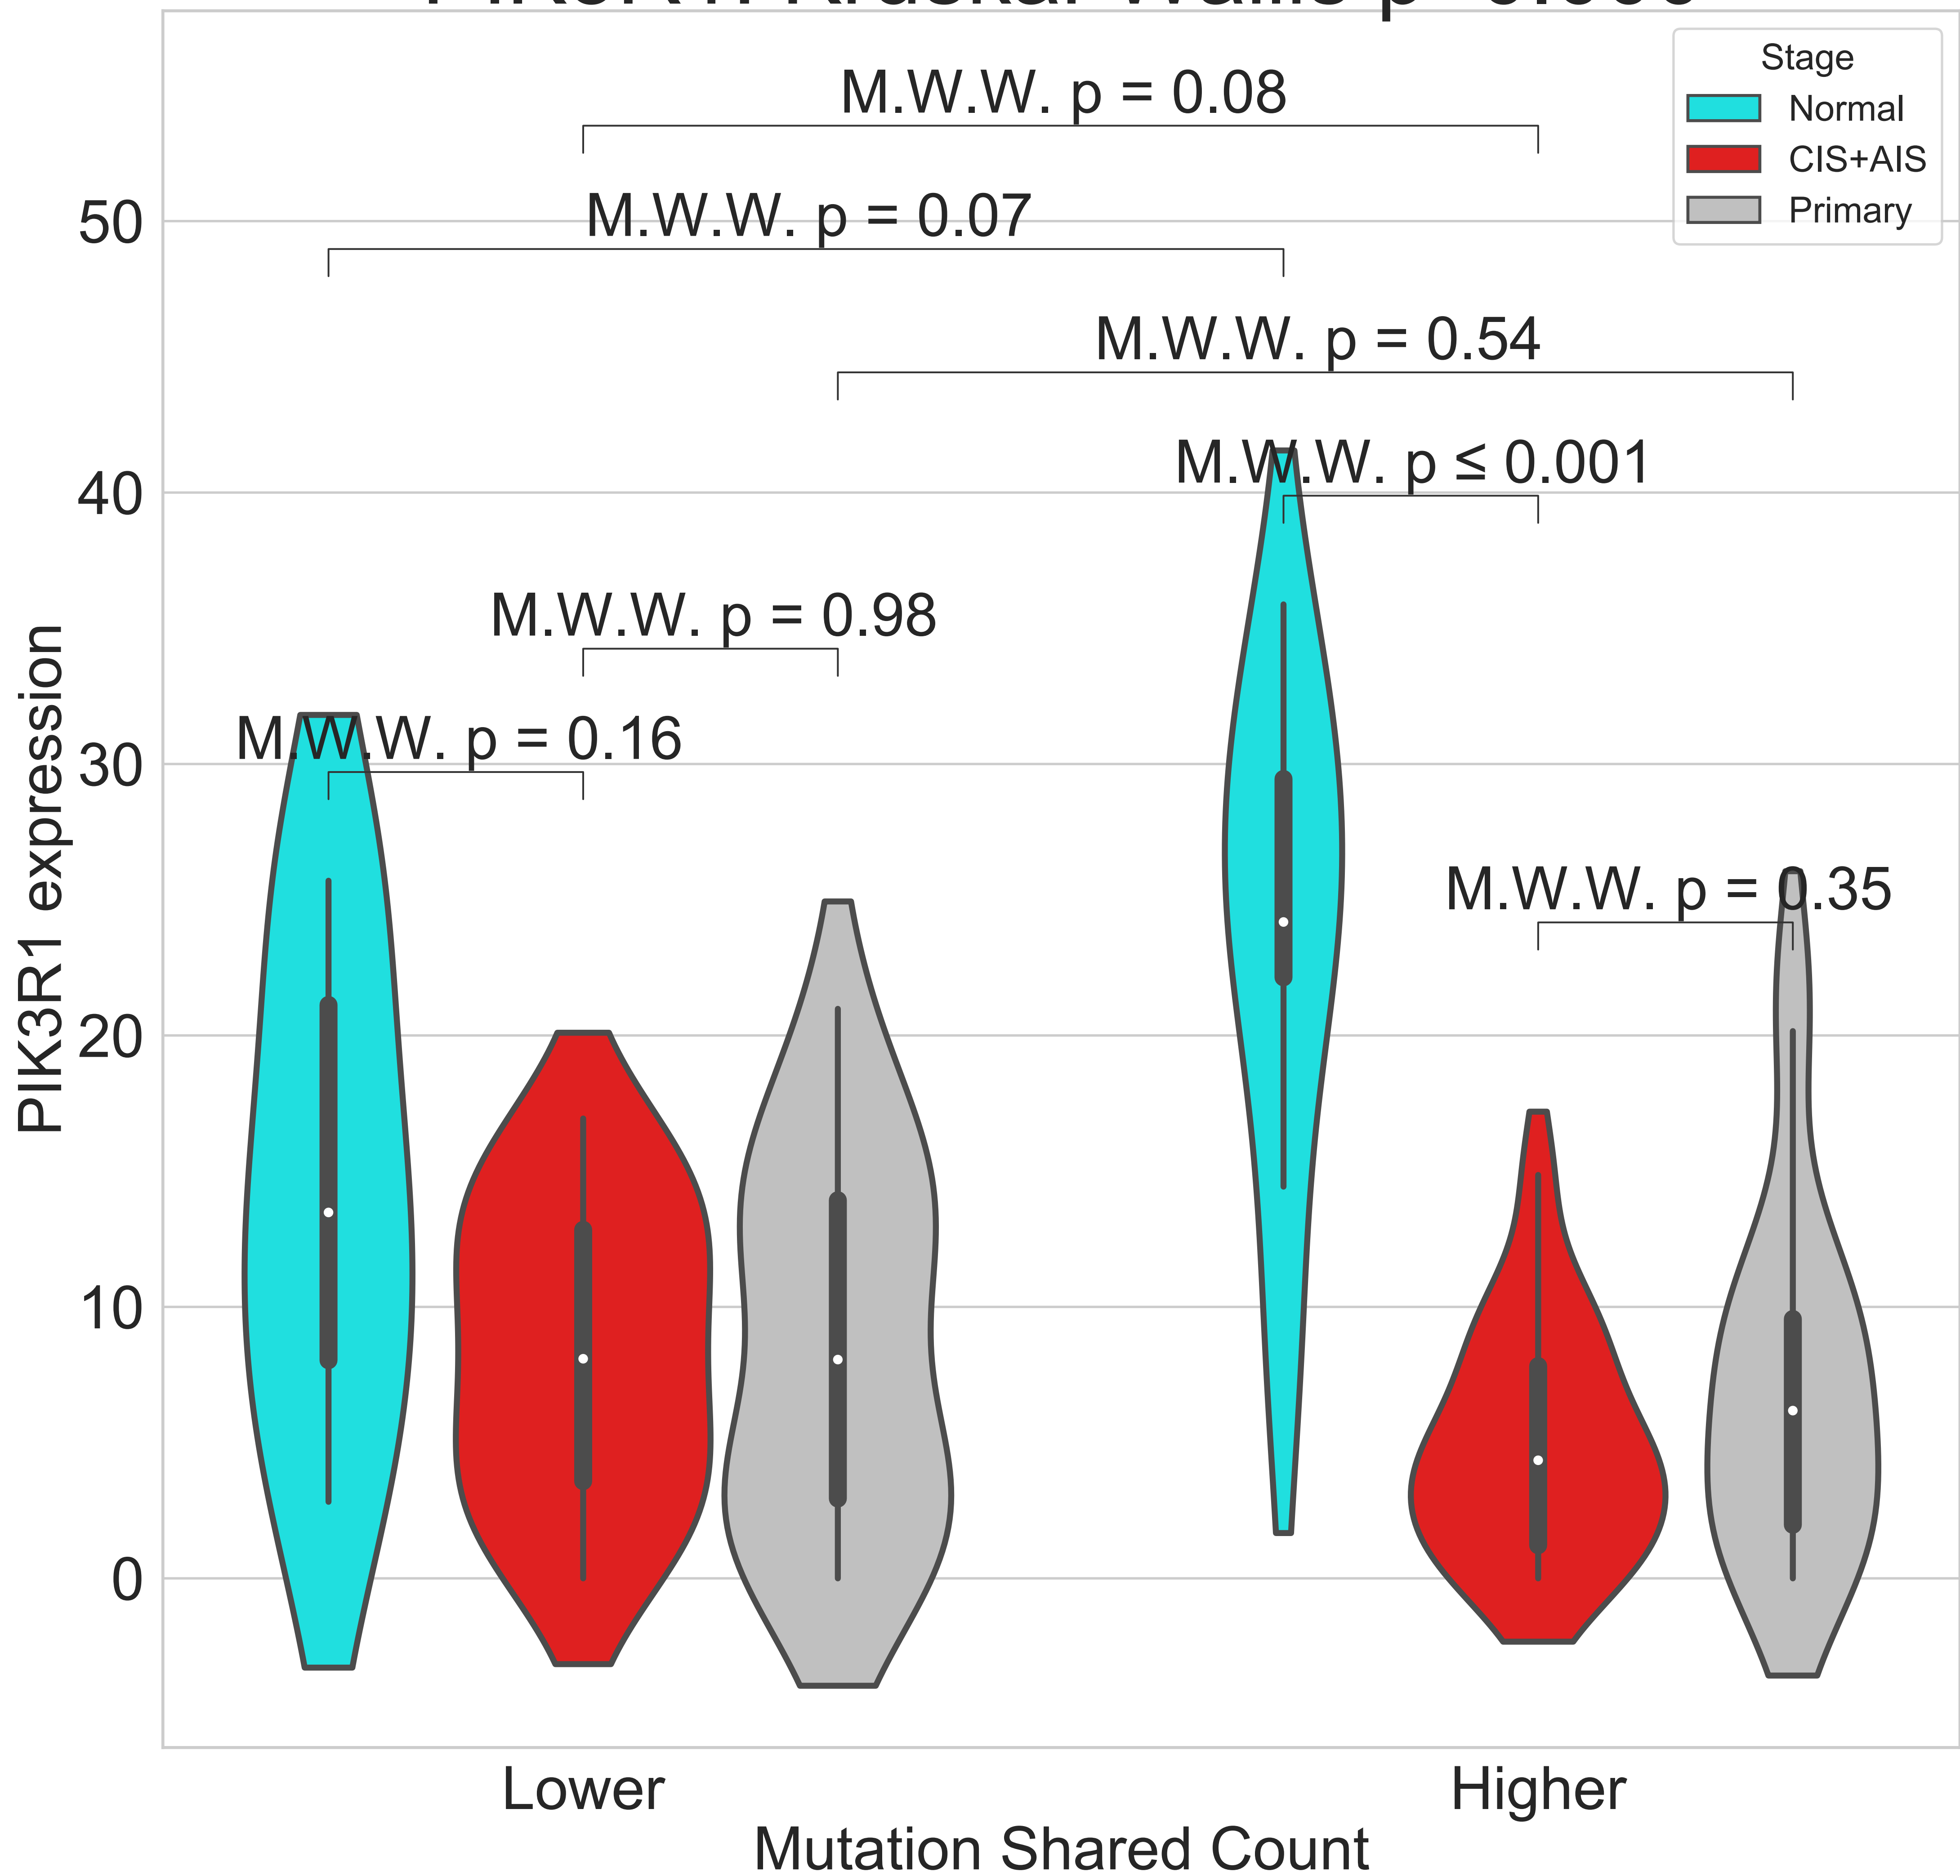 Stage
Normal
CIS+AIS
Primary
M.W.W. p = 0.08
M.W.W. p = 0.07
M.W.W. p = 0.54
M.W.W. p ≤ 0.001
M.W.W. p = 0.98
M.W.W. p = 0.16
M.W.W. p = 0.35
PIK3R1 expression
50
40
30
20
10
0
Lower
Higher
Mutation Shared Count